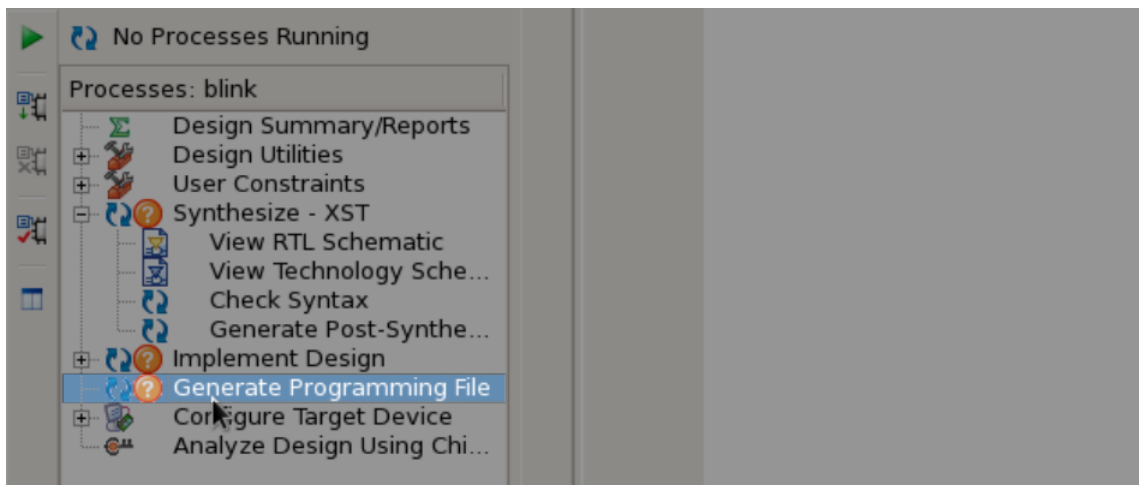 No Processes Running
Processes: blink
Design Summary/Reports
Design Utilities
User Constraints
Synthesize - XST
View RTL Schematic
View Technology Sche...
Check Syntax
Generate Post-Synthe...
Implement Design
Generate Programming File
Configure Target Device
Analyze Design Using Chi...